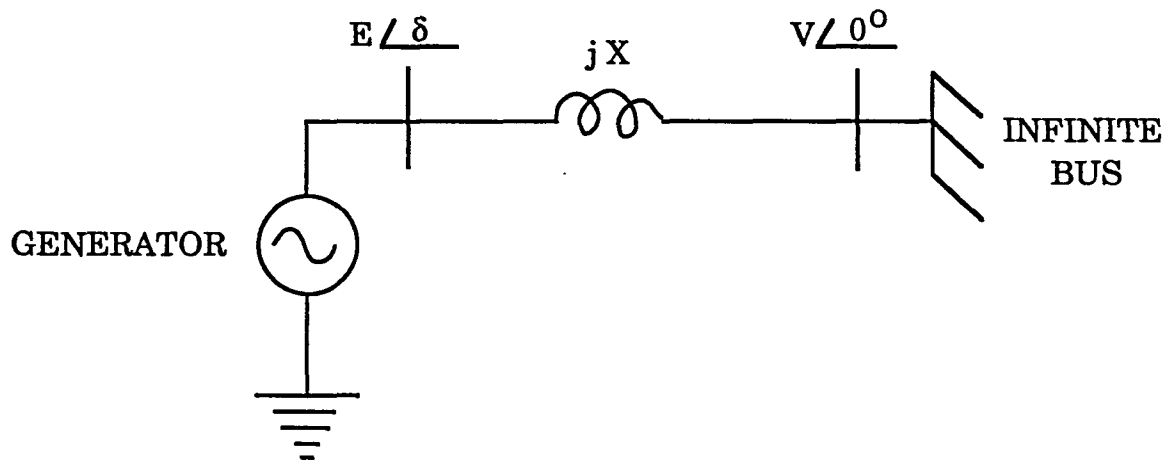 E∠δ
jX
V∠0°
INFINITE
BUS
GENERATOR